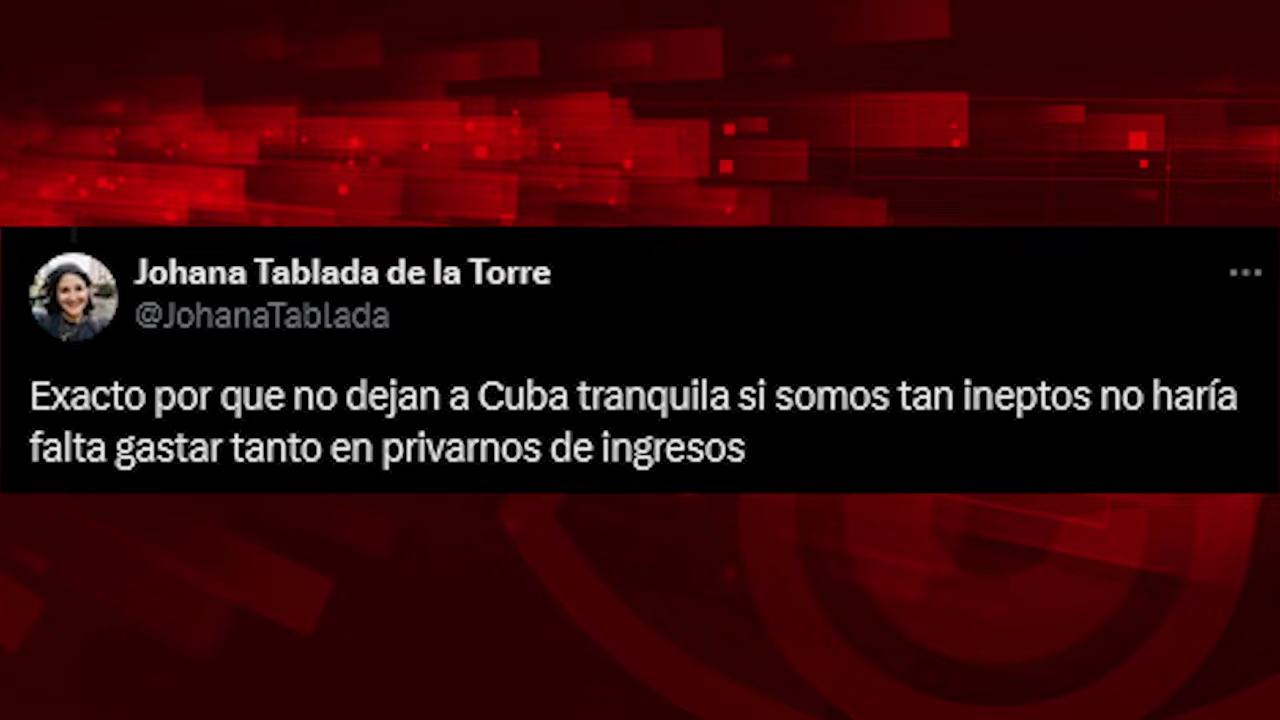 Johana Tablada de la Torre
@JohanaTablada
Exacto por que no dejan a Cuba tranquila si somos tan ineptos no haría
falta gastar tanto en privarnos de ingresos